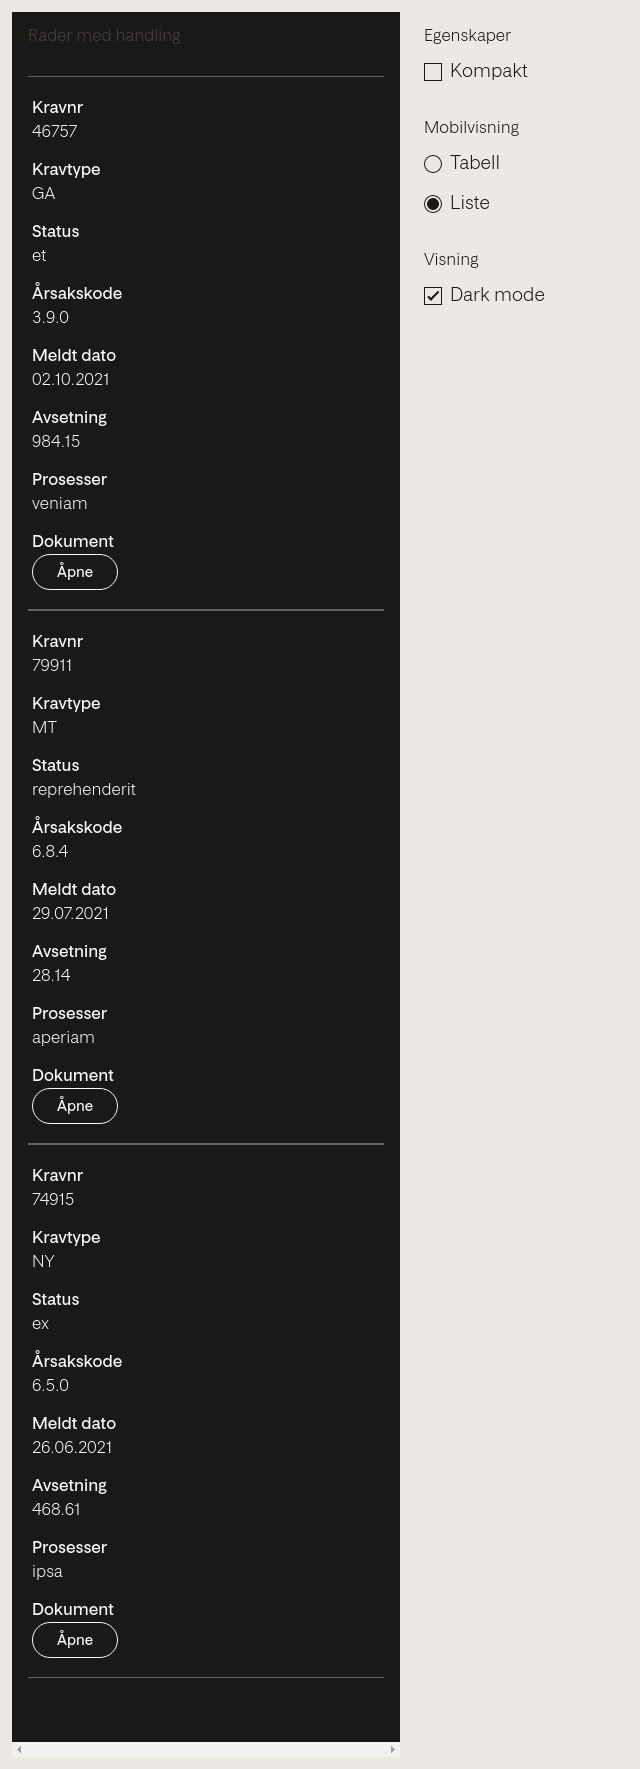 Rader med handling
Kravnr
46757
Kravtype
GA
Status
et
Årsakskode
3.9.0
Meldt dato
02.10.2021
Avsetning
984.15
Prosesser
veniam
Dokument
Åpne
Kravnr
79911
Kravtype
MT
Status
reprehenderit
Årsakskode
6.8.4
Meldt dato
29.07.2021
Avsetning
28.14
Prosesser
aperiam
Dokument
Åpne
Kravnr
74915
Kravtype
NY
Status
ex
Årsakskode
6.5.0
Meldt dato
26.06.2021
Avsetning
468.61
Prosesser
ipsa
Dokument
Åpne
Egenskaper
Kompakt
Mobilvisning
Tabell
Liste
Visning
Dark mode